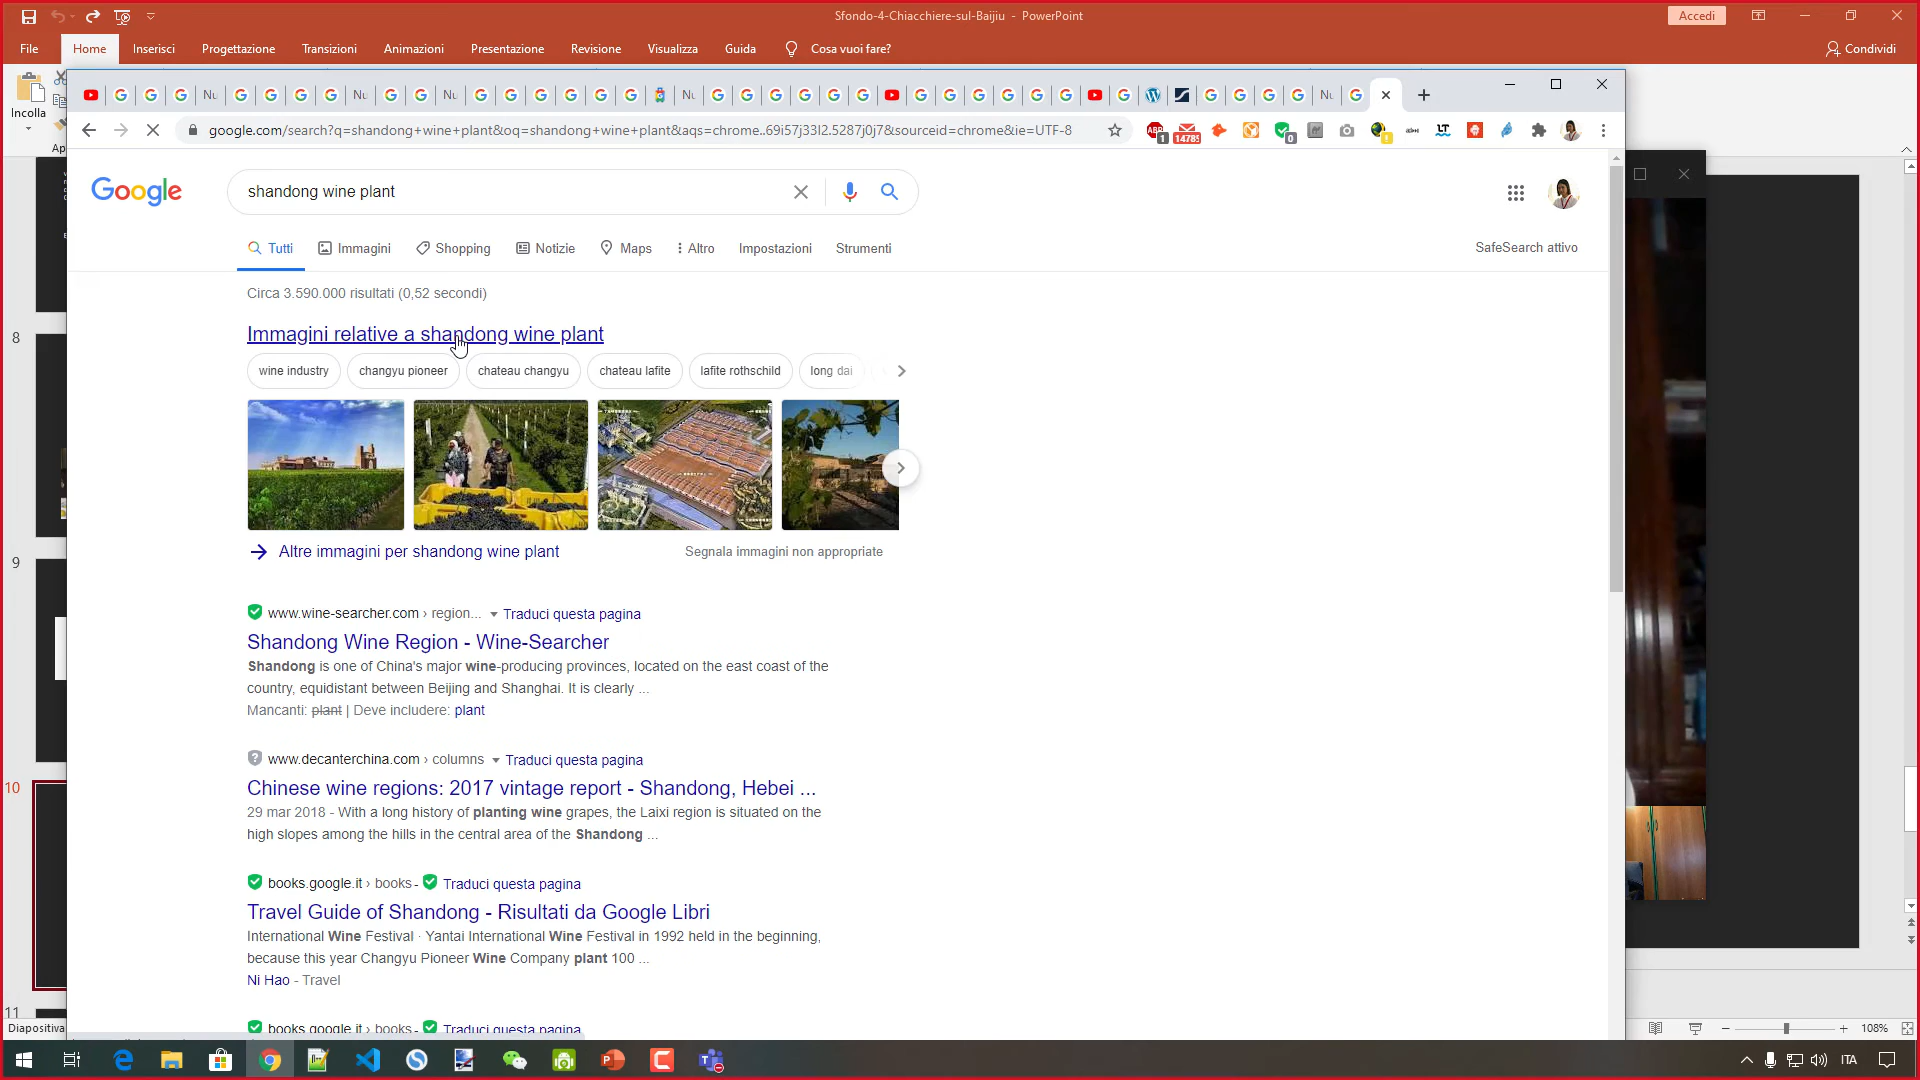 Sfondo-4-Chiacchiere-sul-Baijiu - PowerPoint
Accedi
File
Home
Inserisci
Progettazione
Transizioni
Animazioni
Presentazione
Revisione
Visualizza
Guida
Cosa vuoi fare?
Condividi
Incolla
Ap
google.com/search?q=shandong+wine+plant&oq=shandong+wine+plant&aqs=chrome..69i57j33l2.5287j0j7&sourceid=chrome&ie=UTF-8
Google
shandong wine plant
Tutti
Immagini
Shopping
Notizie
Maps
Altro
Impostazioni
Strumenti
SafeSearch attivo
Circa 3.590.000 risultati (0,52 secondi)
Immagini relative a shandong wine plant
wine industry
changyu pioneer
chateau changyu
chateau lafite
lafite rothschild
long dai
Altre immagini per shandong wine plant
Segnala immagini non appropriate
www.wine-searcher.com › region... Traduci questa pagina
Shandong Wine Region - Wine-Searcher
Shandong is one of China's major wine-producing provinces, located on the east coast of the
country, equidistant between Beijing and Shanghai. It is clearly ...
Mancanti: plant | Deve includere: plant
www.decanterchina.com › columns Traduci questa pagina
Chinese wine regions: 2017 vintage report - Shandong, Hebei ...
29 mar 2018 - With a long history of planting wine grapes, the Laixi region is situated on the
high slopes among the hills in the central area of the Shandong ...
books.google.it › books - Traduci questa pagina
Travel Guide of Shandong - Risultati da Google Libri
International Wine Festival · Yantai International Wine Festival in 1992 held in the beginning,
because this year Changyu Pioneer Wine Company plant 100 ...
Ni Hao - Travel
books.google.it › books - Traduci questa pagina
8
9
10
11
Diapositiva
108%
ITA